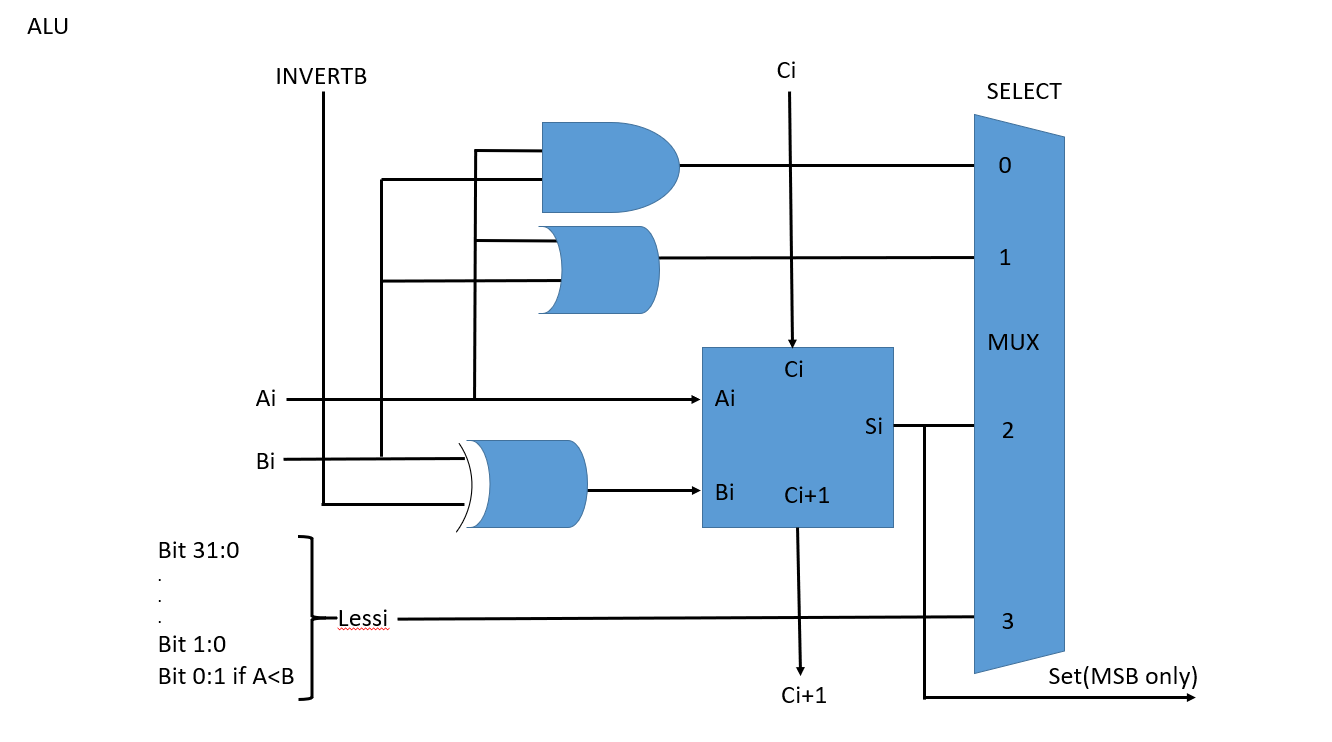 ALU
INVERTB
Ci
SELECT
0
1
MUX
Ci
Ai
Ai
Si
2
Bi
Bi
Ci+1
Bit 31:0
.
.
.
Bit 1:0
Bit 0:1 if A<B
Lessi
3
Set(MSB only)
Ci+1